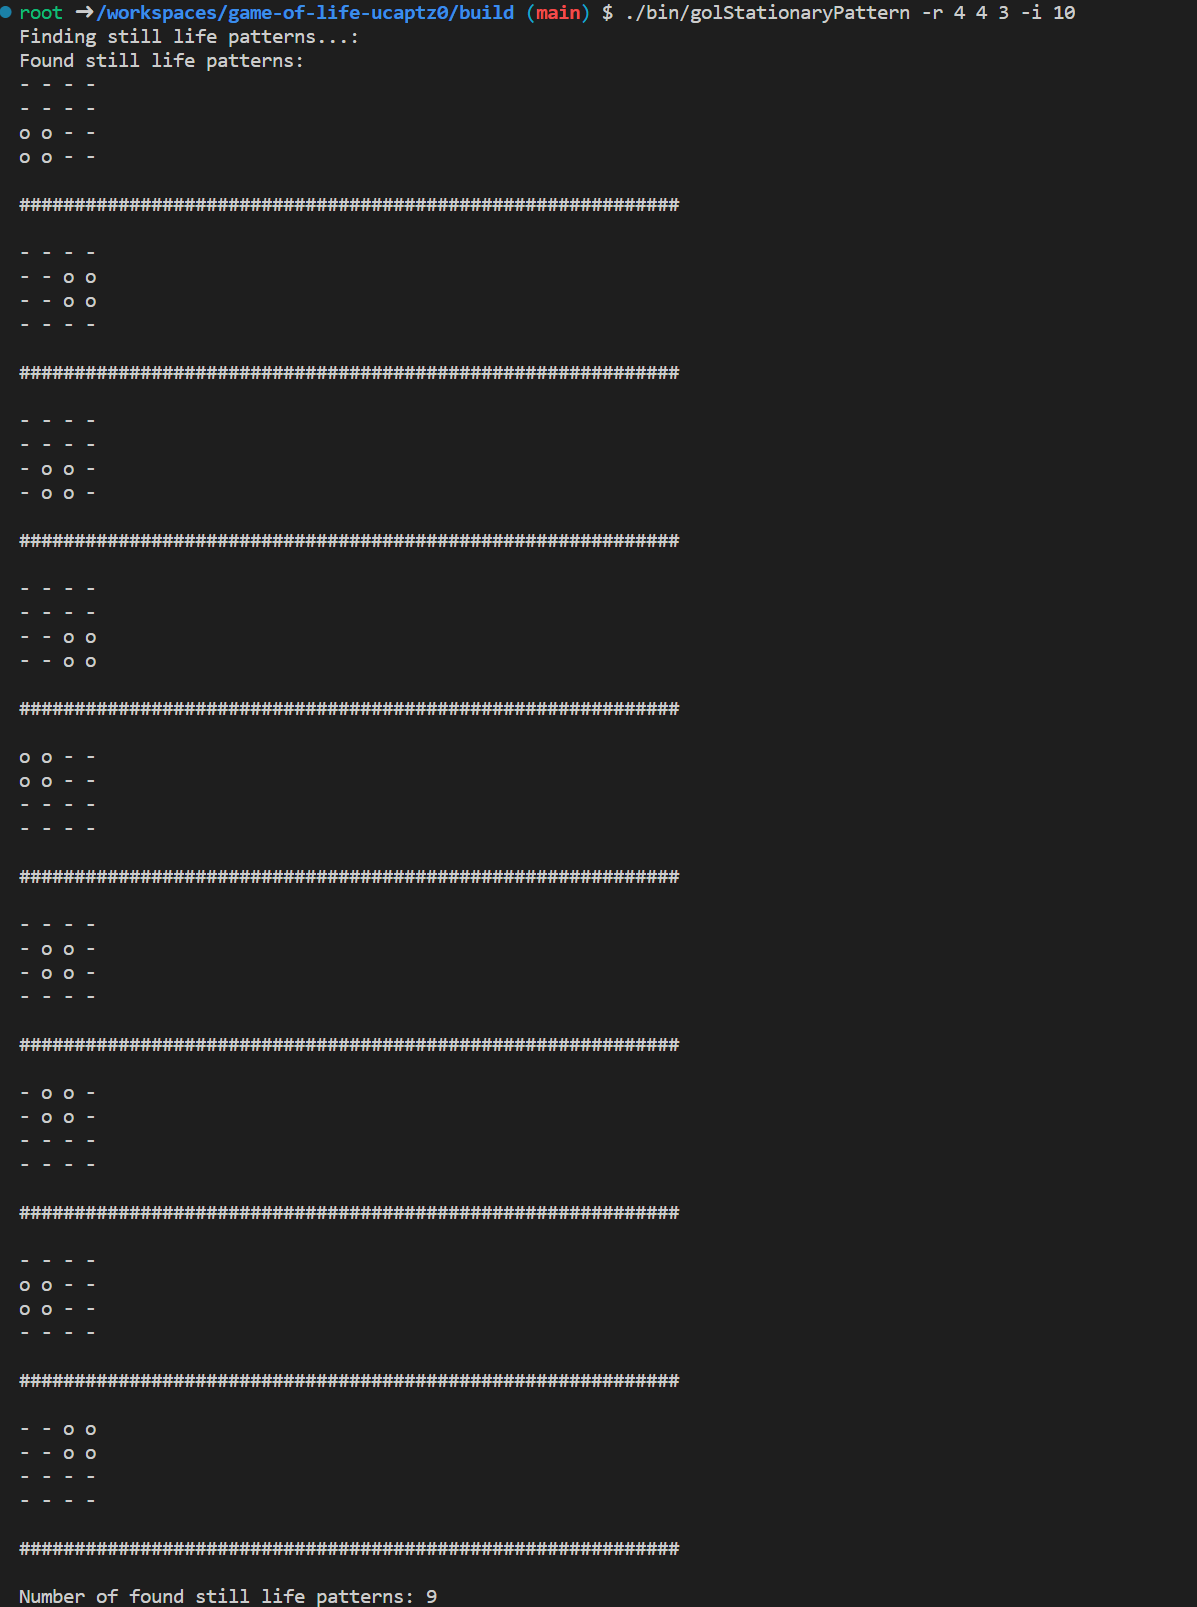 root ➜/workspaces/game-of-life-ucaptz0/build (main) $ ./bin/golStationaryPattern -r 4 4 3 -i 10
Finding still life patterns...:
Found still life patterns:
- - - -
- - - -
o o - -
o o - -
############################################################
- - - -
- - o o
- - o o
- - - -
############################################################
- - - -
- - - -
- o o -
- o o -
############################################################
- - - -
- - - -
- - o o
- - o o
############################################################
o o - -
o o - -
- - - -
- - - -
############################################################
- - - -
- o o -
- o o -
- - - -
############################################################
- o o -
- o o -
- - - -
- - - -
############################################################
- - - -
o o - -
o o - -
- - - -
############################################################
- - o o
- - o o
- - - -
- - - -
############################################################
Number of found still life patterns: 9